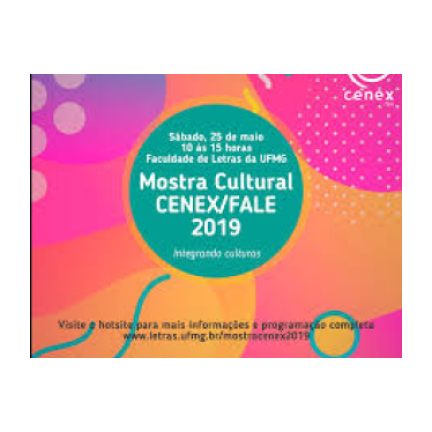 cenex
Sábado, 25 de maio
10 às 15 horas
Faculdade de Letras da UFMG
Mostra Cultural
CENEX/FALE
2019
Integrando culturas
Visite o hotsite para mais informações e programação completa
www.letras.ufmg.br/mostracenex2019